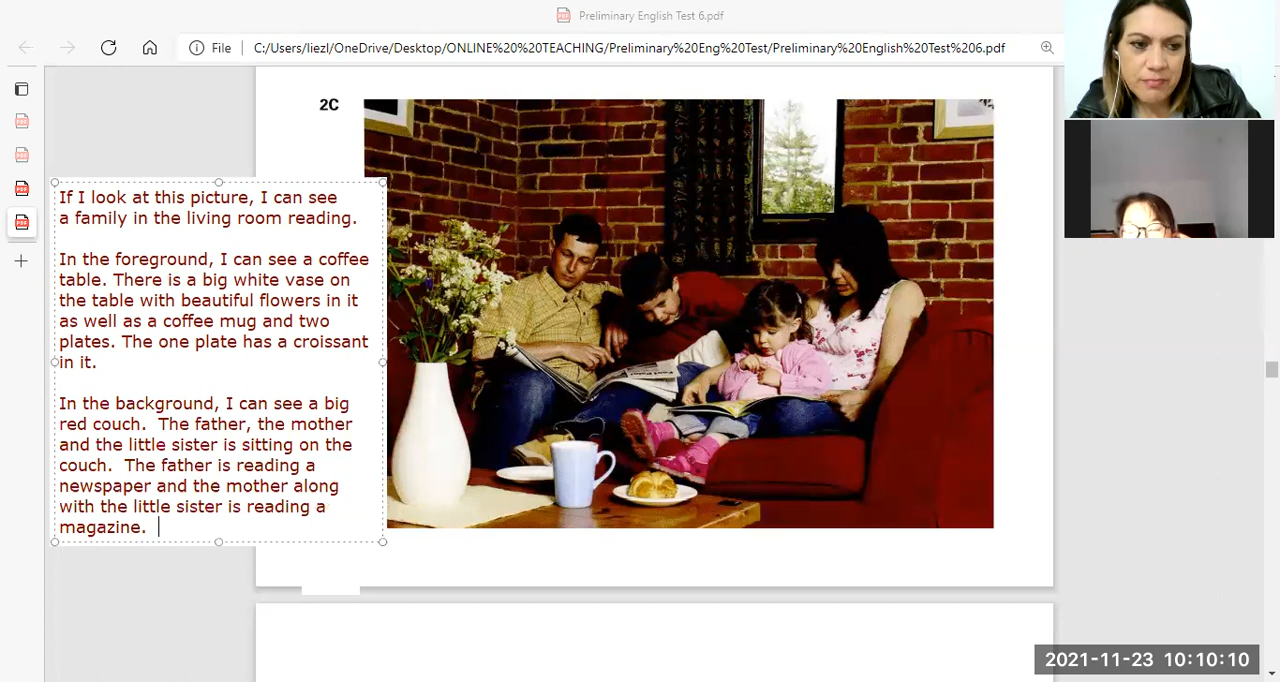 Preliminary English Test 6.pdf
File
C:/Users/liezl/OneDrive/Desktop/ONLINE%20%20TEACHING/Preliminary%20Eng%20Test/Preliminary%20English%20Test%206.pdf
2C
If I look at this picture, I can see
a family in the living room reading.
In the foreground, I can see a coffee
table. There is a big white vase on
the table with beautiful flowers in it
as well as a coffee mug and two
plates. The one plate has a croissant
in it.
In the background, I can see a big
red couch.  The father, the mother
and the little sister is sitting on the
couch.  The father is reading a
newspaper and the mother along
with the little sister is reading a
magazine.
2021-11-23 10:10:10